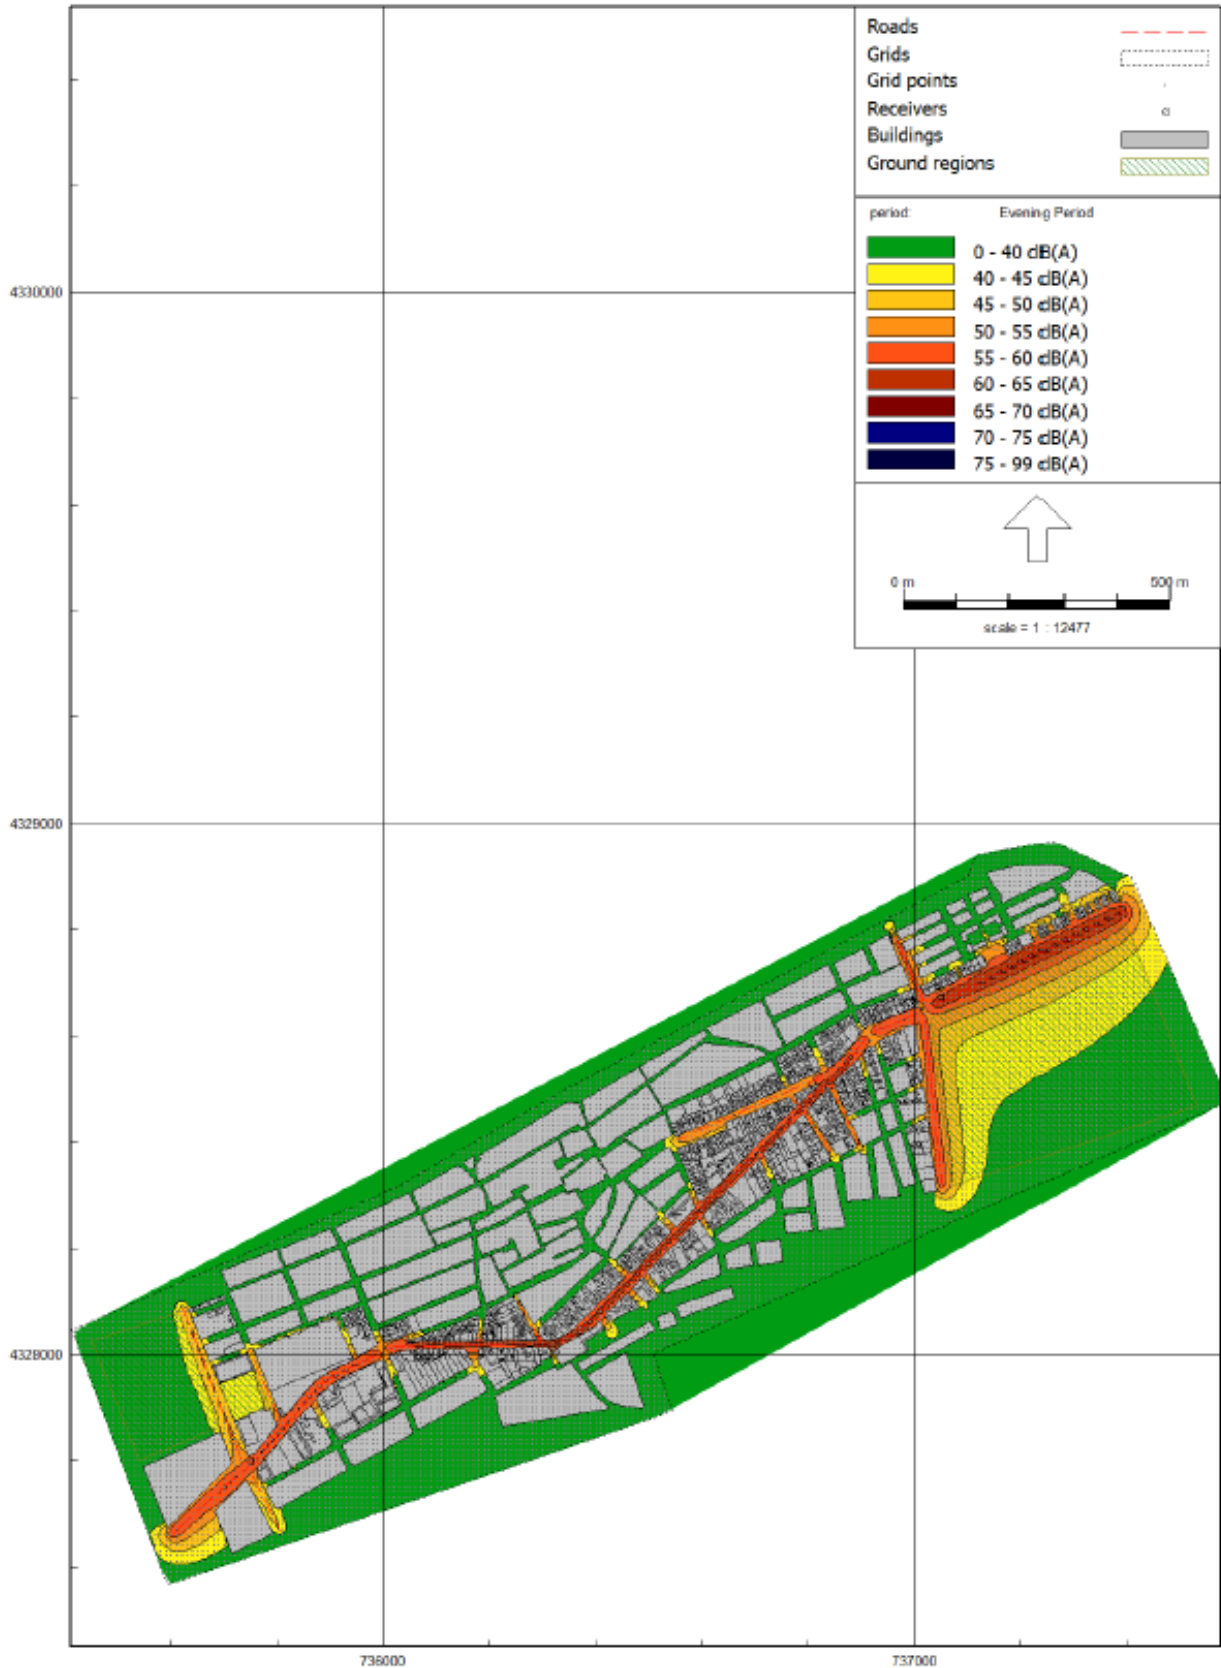 Roads
Grids
Grid points
Receivers
Buildings
Ground regions
period: Evening Period
0 - 40 dB(A)
40 - 45 dB(A)
45 - 50 dB(A)
50 - 55 dB(A)
55 - 60 dB(A)
60 - 65 dB(A)
65 - 70 dB(A)
70 - 75 dB(A)
75 - 99 dB(A)
0 m 500 m
scale = 1 : 12477
4330000
4329000
4328000
736000 737000